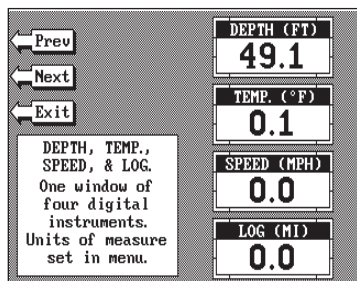 Prev
Next
Exit
DEPTH, TEMP.,
SPEED, & LOG.
One window of
four digital
instruments.
Units of measure
set in menu.
DEPTH (FT)
49.1
TEMP. (°F)
0.1
SPEED (MPH)
0.0
LOG (MI)
0.0